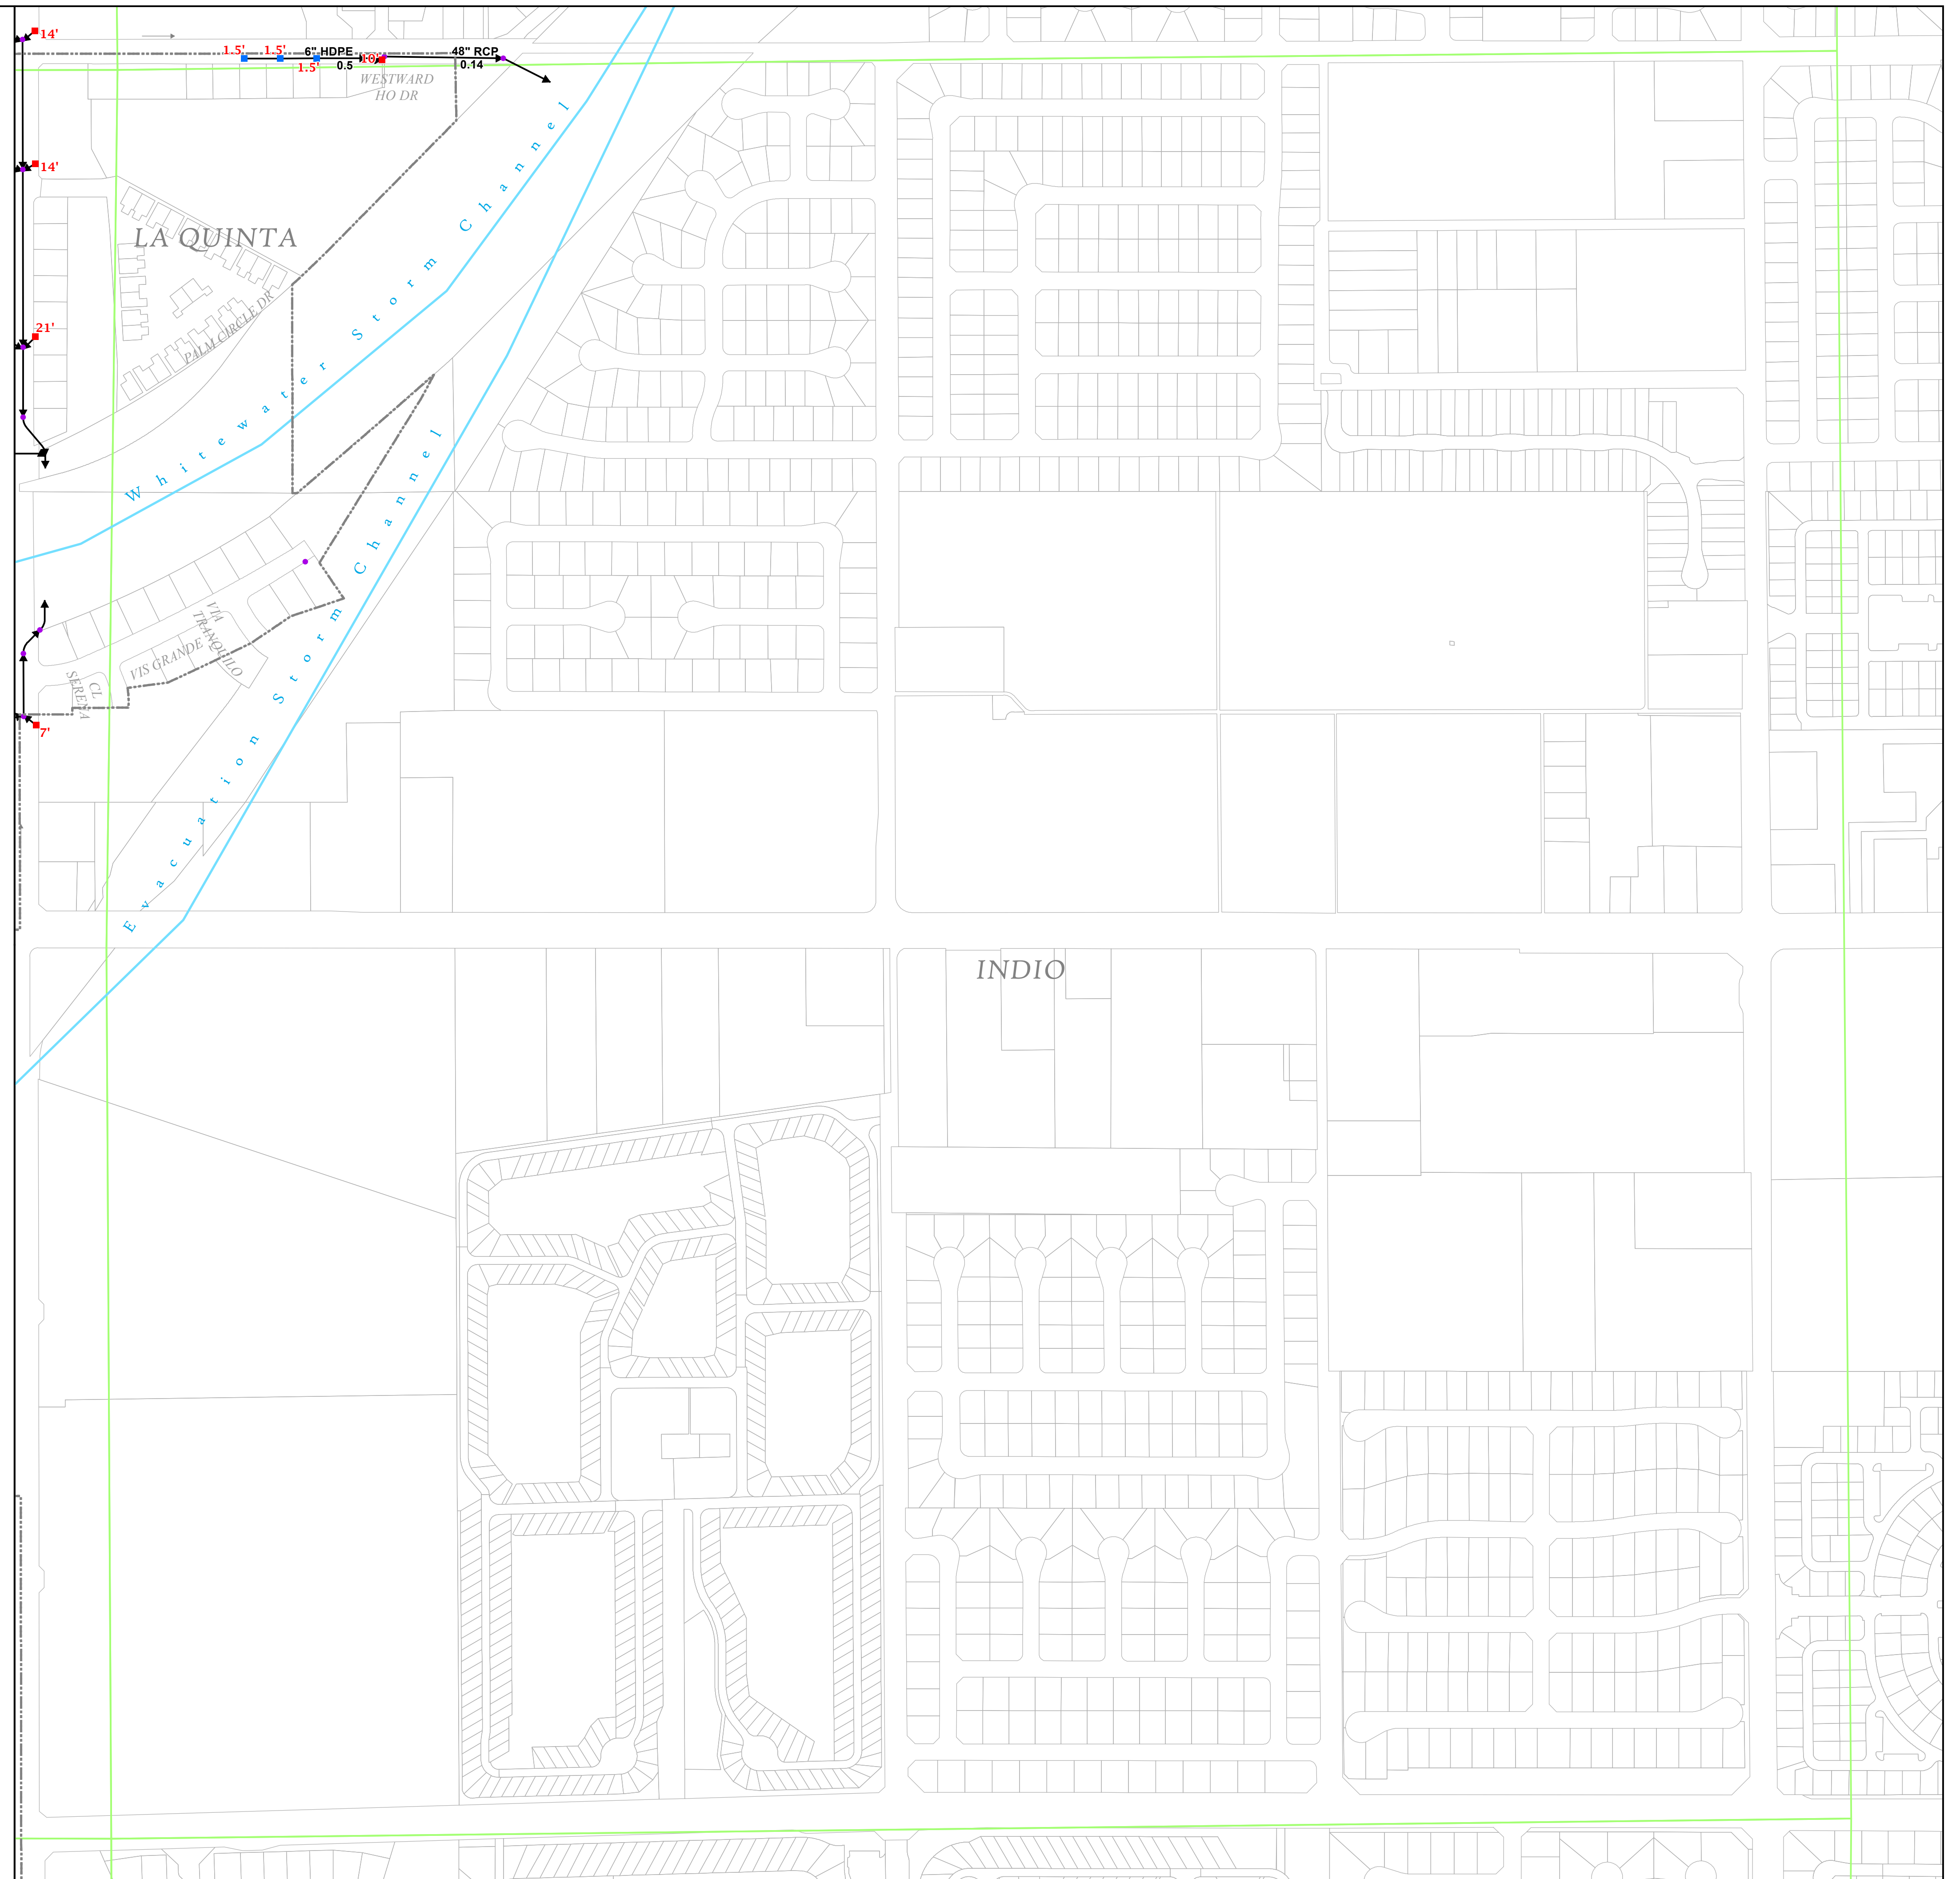 14'
1.5'
1.5'
6" HDPE
48" RCP
1.5'
0.5
10'
0.14
WESTWARD
HO DR
14'
LA QUINTA
PALM CIRCLE DR
21'
Whitewater Storm Channel
Evacuation Storm Channel
VIA
TRANQUILO
VIS GRANDE
CL
SERENA
7'
INDIO